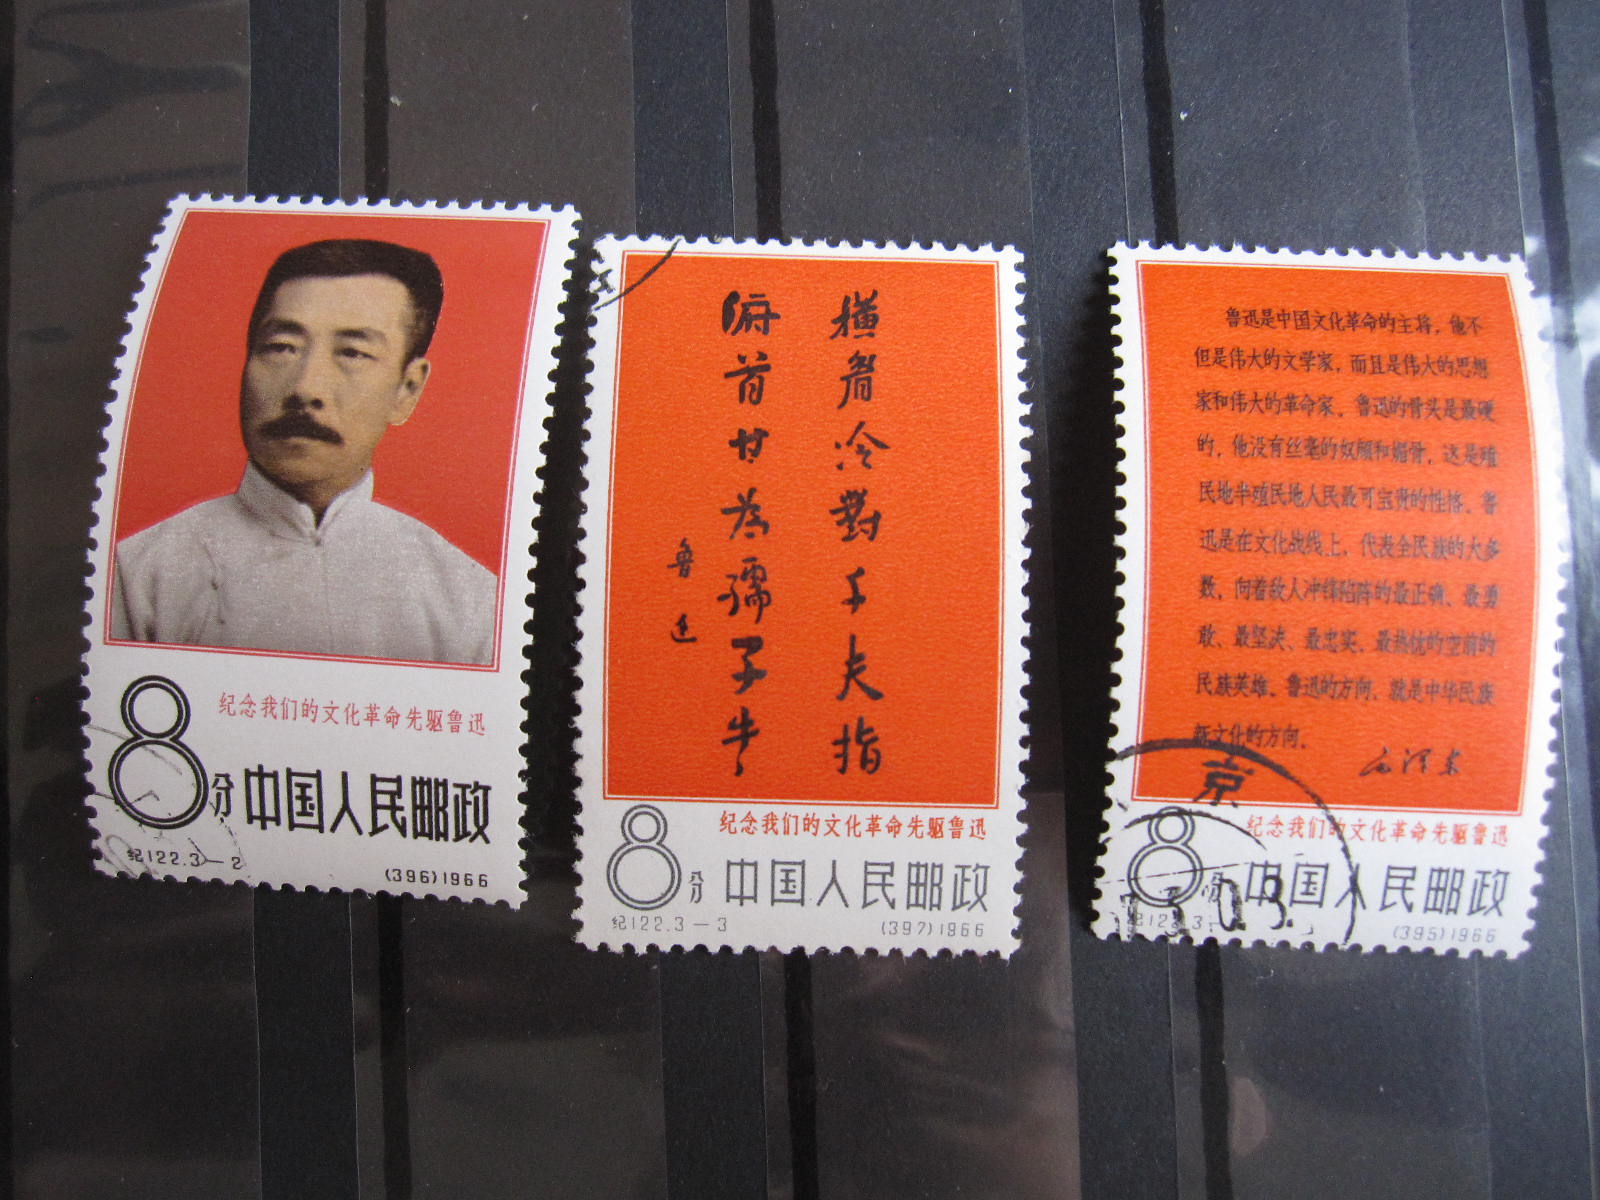 8分
纪念我们的文化革命先驱鲁迅
中国人民邮政
纪122.3-2
(396)1966
横眉冷對千夫指
俯首甘为孺子牛
鲁迅
8分
纪念我们的文化革命先驱鲁迅
中国人民邮政
纪122.3-3
(397)1966
鲁迅是中国文化革命的主将，他不
但是伟大的文学家，而且是伟大的思想
家和伟大的革命家。鲁迅的骨头是最硬
的，他没有丝毫的奴颜和媚骨，这是殖
民地半殖民地人民最可宝贵的性格。鲁
迅是在文化战线上，代表全民族的大多
数，向着敌人冲锋陷阵的最正确、最勇
敢、最坚决、最忠实、最热忱的空前的
民族英雄。鲁迅的方向，就是中华民族
新文化的方向。
毛泽东
京
8分
纪念我们的文化革命先驱鲁迅
中国人民邮政
(395)1966